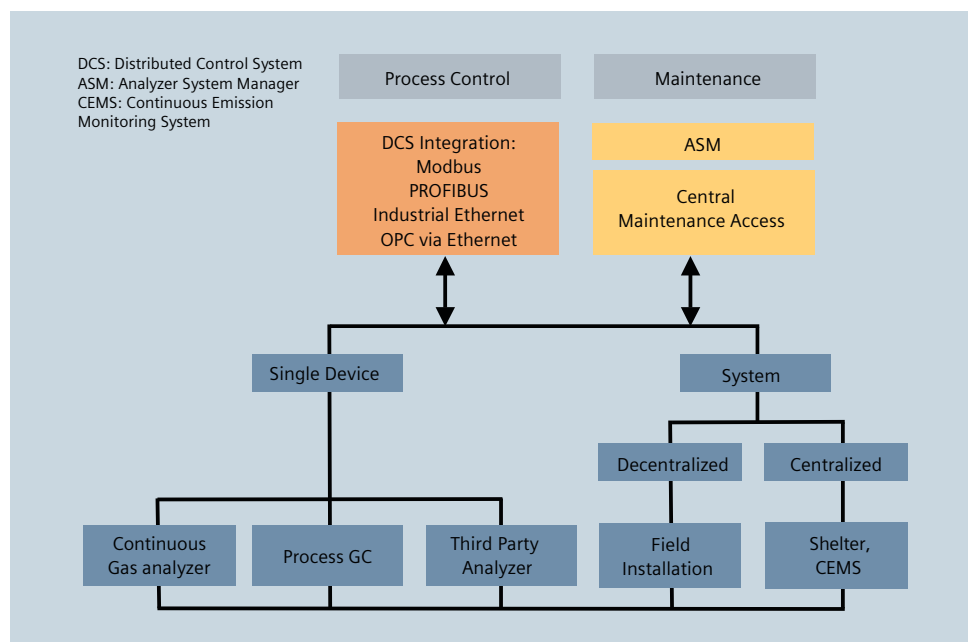 DCS: Distributed Control System
ASM: Analyzer System Manager
CEMS: Continuous Emission
Monitoring System
Process Control
Maintenance
DCS Integration:
Modbus
PROFIBUS
Industrial Ethernet
OPC via Ethernet
ASM
Central
Maintenance Access
Single Device
System
Decentralized
Centralized
Continuous
Gas analyzer
Process GC
Third Party
Analyzer
Field
Installation
Shelter,
CEMS